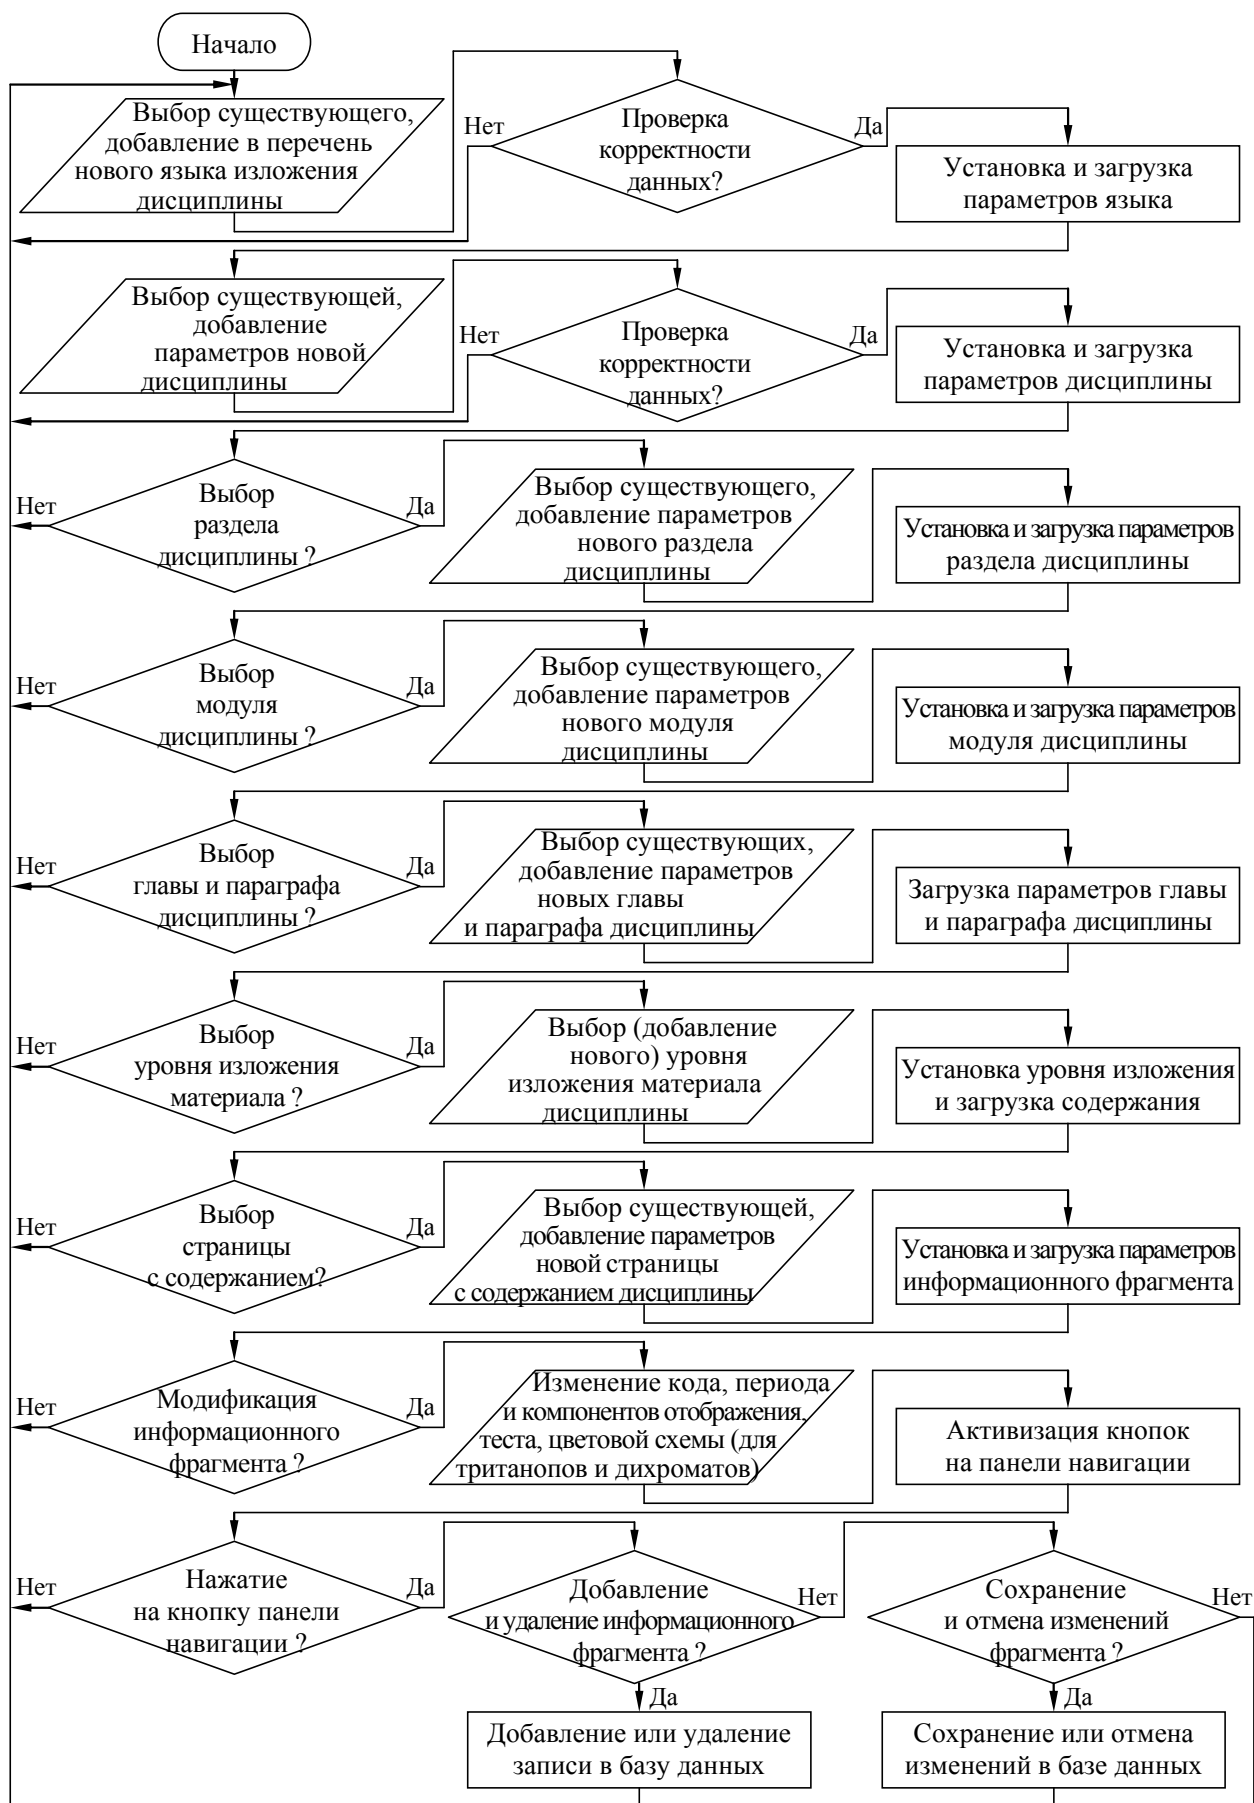 Начало
Выбор существующего,
добавление в перечень
нового языка изложения
дисциплины
Нет
Проверка
корректности
данных?
Да
Установка и загрузка
параметров языка
Выбор существующей,
добавление
параметров новой
дисциплины
Нет
Проверка
корректности
данных?
Да
Установка и загрузка
параметров дисциплины
Нет
Выбор
раздела
дисциплины ?
Да
Выбор существующего,
добавление параметров
нового раздела
дисциплины
Установка и загрузка параметров
раздела дисциплины
Нет
Выбор
модуля
дисциплины ?
Да
Выбор существующего,
добавление параметров
нового модуля
дисциплины
Установка и загрузка параметров
модуля дисциплины
Нет
Выбор
главы и параграфа
дисциплины ?
Да
Выбор существующих,
добавление параметров
новых главы
и параграфа дисциплины
Загрузка параметров главы
и параграфа дисциплины
Нет
Выбор
уровня изложения
материала ?
Да
Выбор (добавление
нового) уровня
изложения материала
дисциплины
Установка уровня изложения
и загрузка содержания
Нет
Выбор
страницы
с содержанием?
Да
Выбор существующей,
добавление параметров
новой страницы
с содержанием дисциплины
Установка и загрузка параметров
информационного фрагмента
Нет
Модификация
информационного
фрагмента ?
Да
Изменение кода, периода
и компонентов отображения,
теста, цветовой схемы (для
тританопов и дихроматов)
Активизация кнопок
на панели навигации
Нет
Нажатие
на кнопку панели
навигации ?
Да
Добавление
и удаление информационного
фрагмента ?
Нет
Сохранение
и отмена изменений
фрагмента ?
Нет
Да
Да
Добавление или удаление
записи в базу данных
Сохранение или отмена
изменений в базе данных